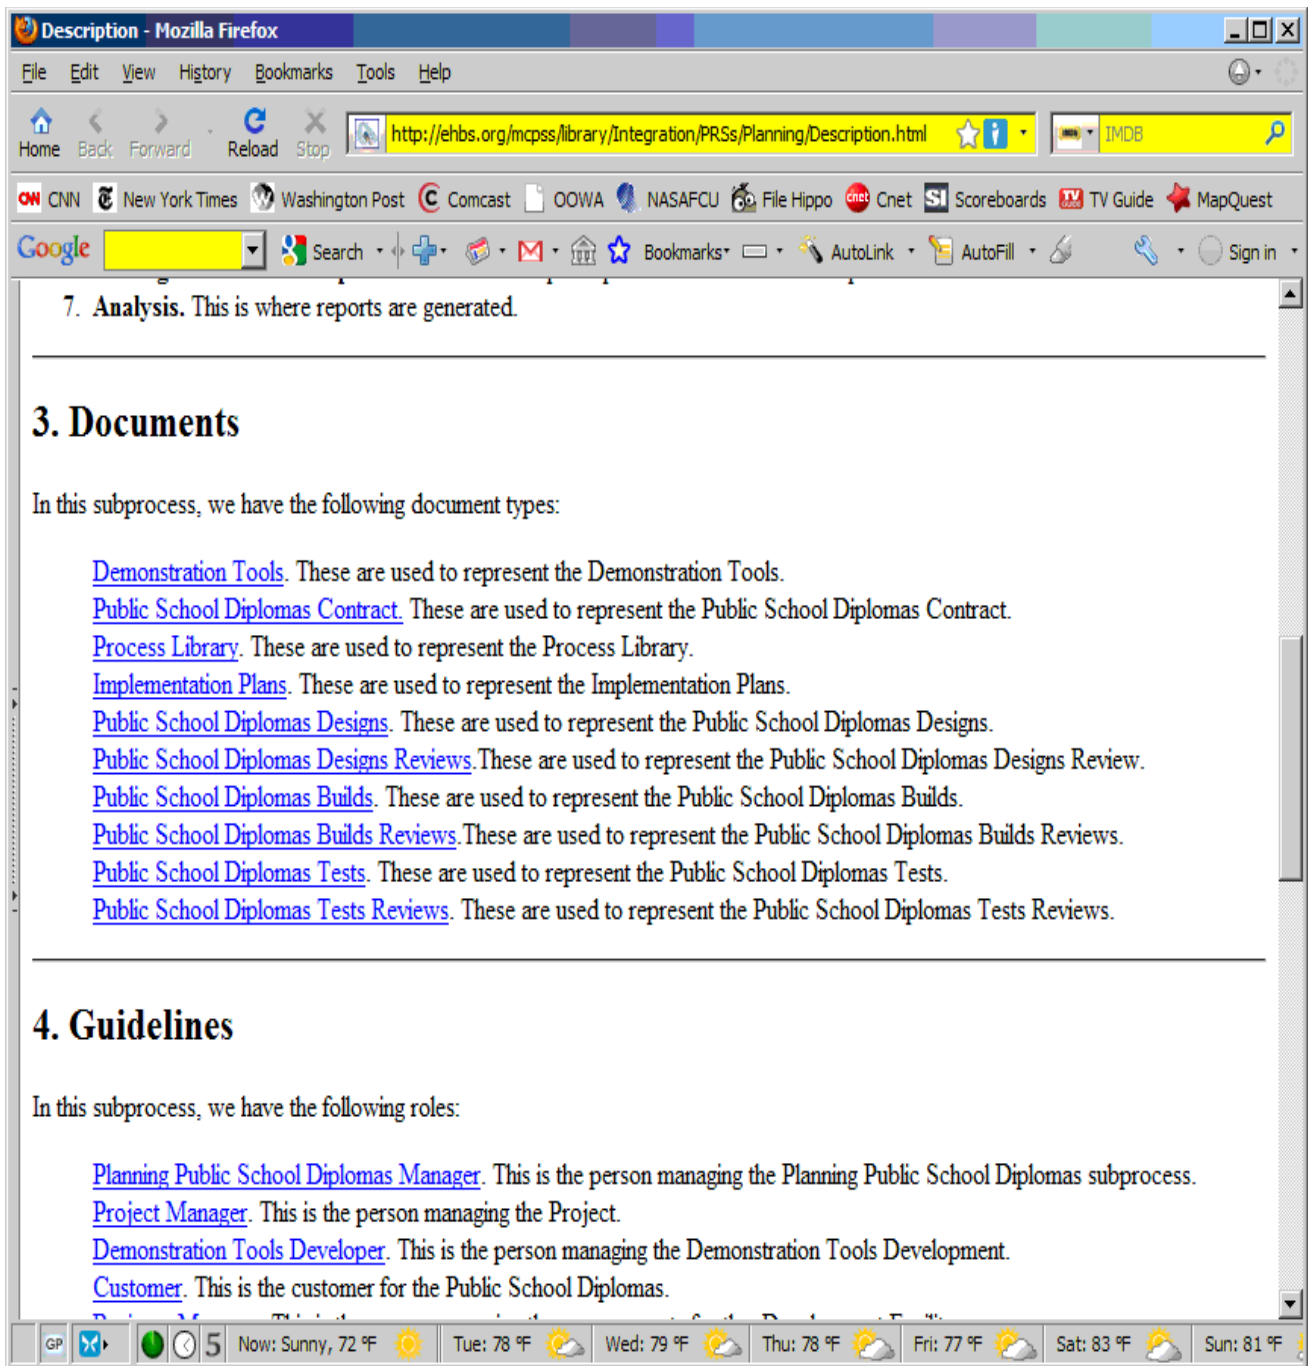 Description - Mozilla Firefox
File Edit View History Bookmarks Tools Help
Home Back Forward Reload Stop http://ehbs.org/mcpss/library/Integration/PRSs/Planning/Description.html IMDB
CNN New York Times Washington Post Comcast OOWA NASAFCU File Hippo Cnet Scoreboards TV Guide MapQuest
Google Search Bookmarks AutoLink AutoFill Sign in
7. Analysis. This is where reports are generated.
3. Documents
In this subprocess, we have the following document types:
Demonstration Tools. These are used to represent the Demonstration Tools.
Public School Diplomas Contract. These are used to represent the Public School Diplomas Contract.
Process Library. These are used to represent the Process Library.
Implementation Plans. These are used to represent the Implementation Plans.
Public School Diplomas Designs. These are used to represent the Public School Diplomas Designs.
Public School Diplomas Designs Reviews.These are used to represent the Public School Diplomas Designs Review.
Public School Diplomas Builds. These are used to represent the Public School Diplomas Builds.
Public School Diplomas Builds Reviews.These are used to represent the Public School Diplomas Builds Reviews.
Public School Diplomas Tests. These are used to represent the Public School Diplomas Tests.
Public School Diplomas Tests Reviews. These are used to represent the Public School Diplomas Tests Reviews.
4. Guidelines
In this subprocess, we have the following roles:
Planning Public School Diplomas Manager. This is the person managing the Planning Public School Diplomas subprocess.
Project Manager. This is the person managing the Project.
Demonstration Tools Developer. This is the person managing the Demonstration Tools Development.
Customer. This is the customer for the Public School Diplomas.
GP 5 Now: Sunny, 72 °F Tue: 78 °F Wed: 79 °F Thu: 78 °F Fri: 77 °F Sat: 83 °F Sun: 81 °F